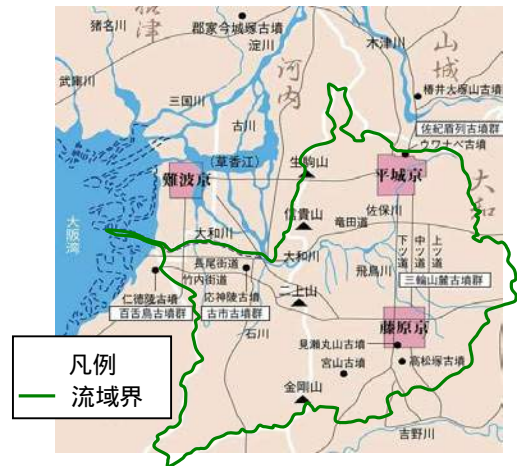 猪名川
摂津
郡家今城塚古墳
淀川
木津川
山城
武庫川
三国川
河内
椿井大塚山古墳
古川
佐紀盾列古墳群
ウワナベ古墳
(草香江)
生駒山
難波京
平城京
大和
大阪湾
信貴山
佐保川
竜田道
大和川
大和川
下ツ道
中ツ道
上ツ道
長尾街道
竹内街道
飛鳥川
三輪山麓古墳群
仁徳陵古墳
応神陵古墳
二上山
百舌鳥古墳群
古市古墳群
藤原京
石川
見瀬丸山古墳
宮山古墳
高松塚古墳
金剛山
吉野川
凡例
流域界